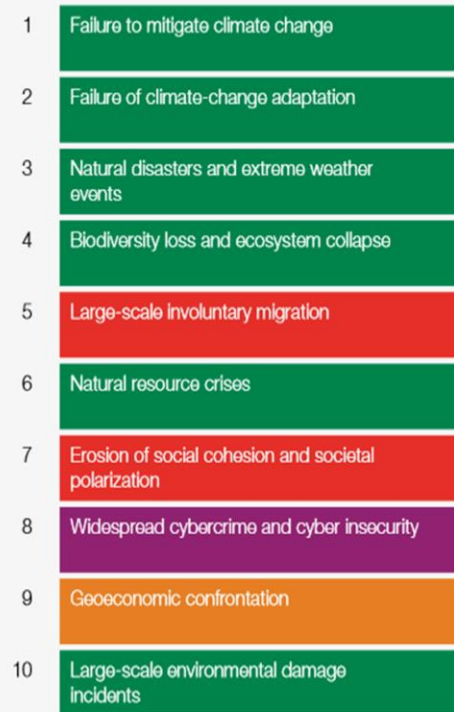 1 Failure to mitigate climate change
2 Failure of climate-change adaptation
3 Natural disasters and extreme weather
events
4 Biodiversity loss and ecosystem collapse
5 Large-scale involuntary migration
6 Natural resource crises
7 Erosion of social cohesion and societal
polarization
8 Widespread cybercrime and cyber insecurity
9 Geoeconomic confrontation
10 Large-scale environmental damage
incidents